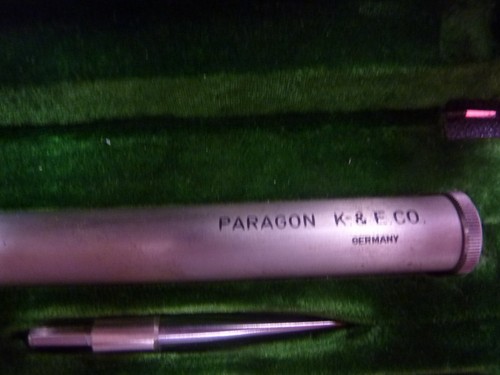 PARAGON K & E. CO.
GERMANY